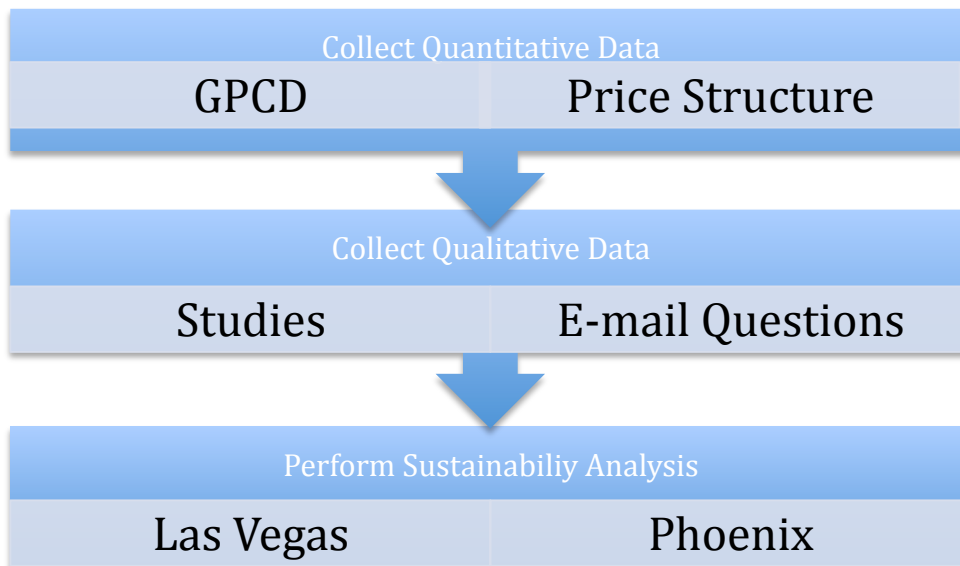 Collect Quantitative Data
GPCD Price Structure
Collect Qualitative Data
Studies E-mail Questions
Perform Sustainabiliy Analysis
Las Vegas Phoenix